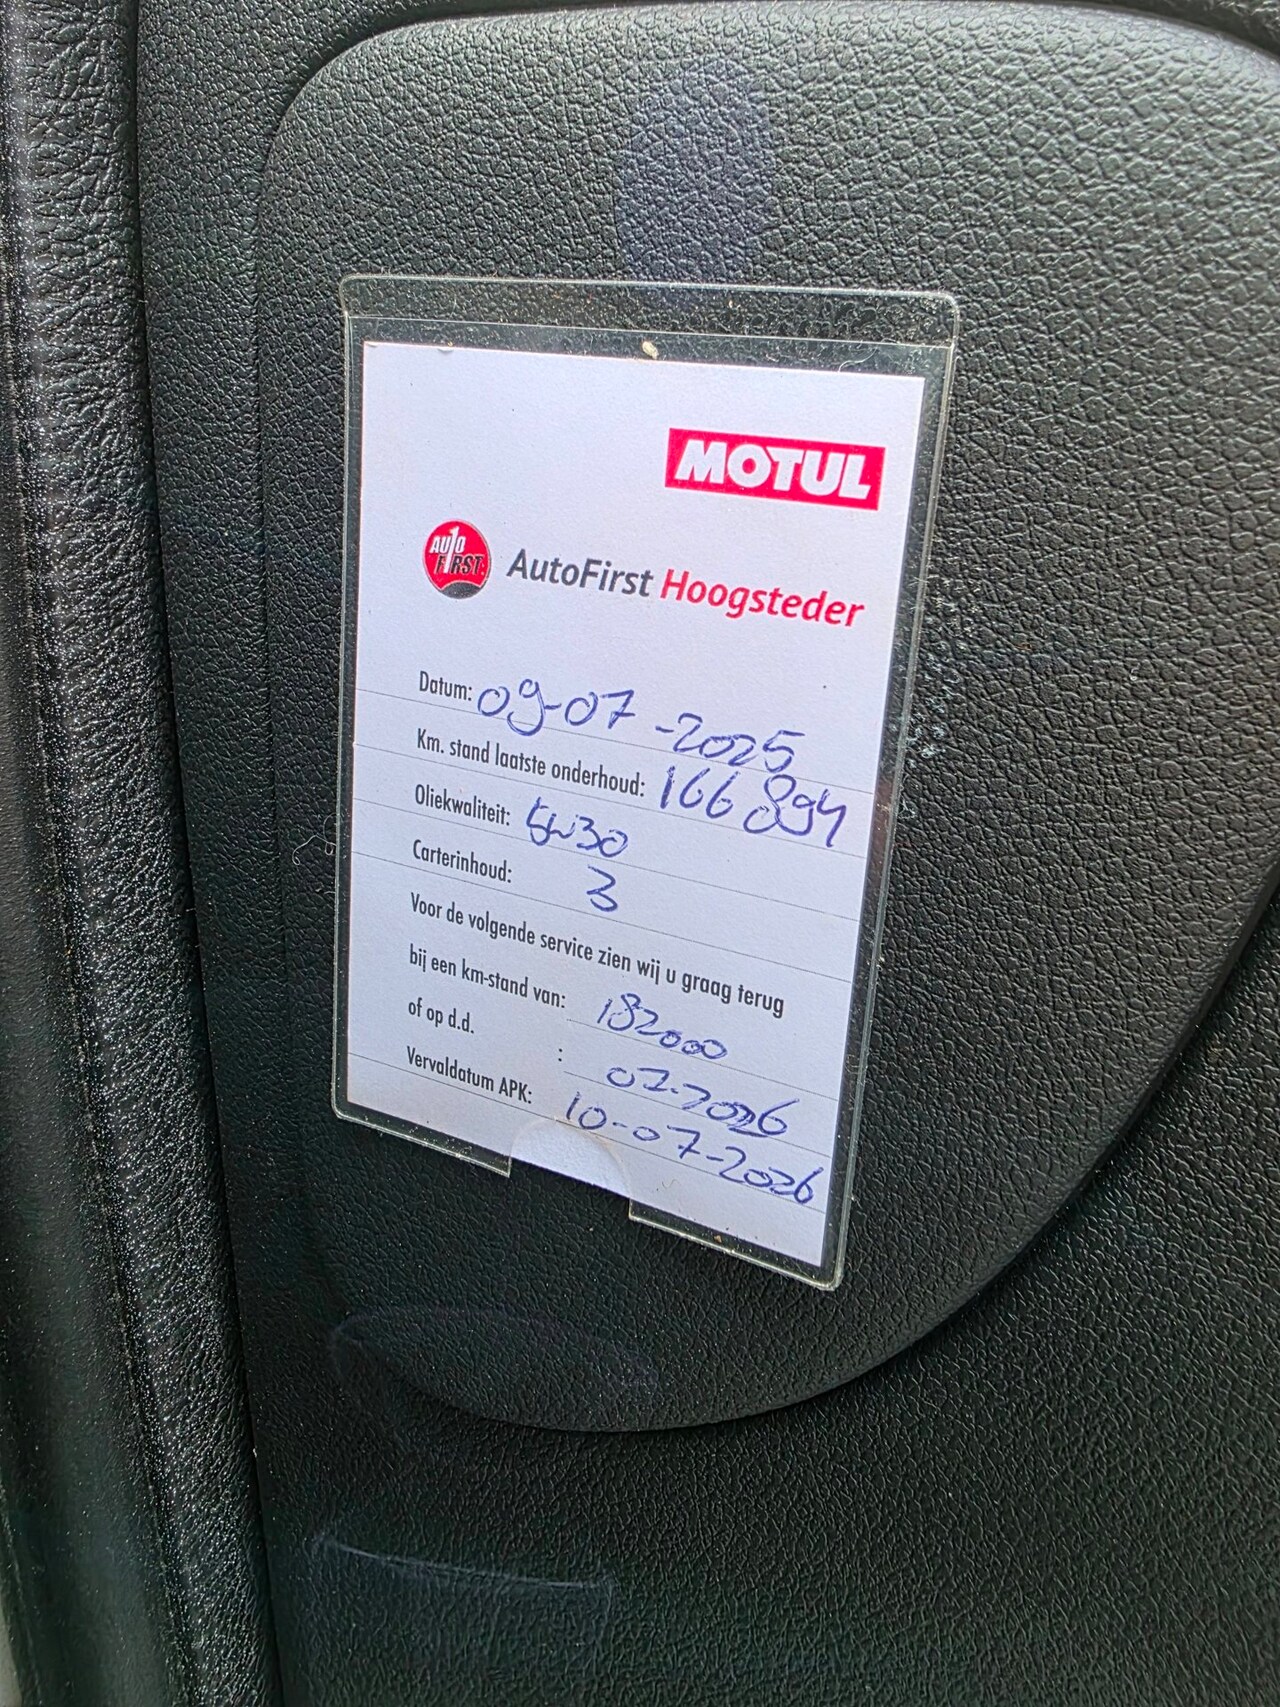 MOTUL
AUTO FIRST AutoFirst Hoogsteder
Datum: 09-07-2025
Km. stand laatste onderhoud: 166 894
Oliekwaliteit: 5w30
Carterinhoud: 3
Voor de volgende service zien wij u graag terug
bij een km-stand van: 182000
of op d.d. : 07-2026
Vervaldatum APK: 10-07-2026